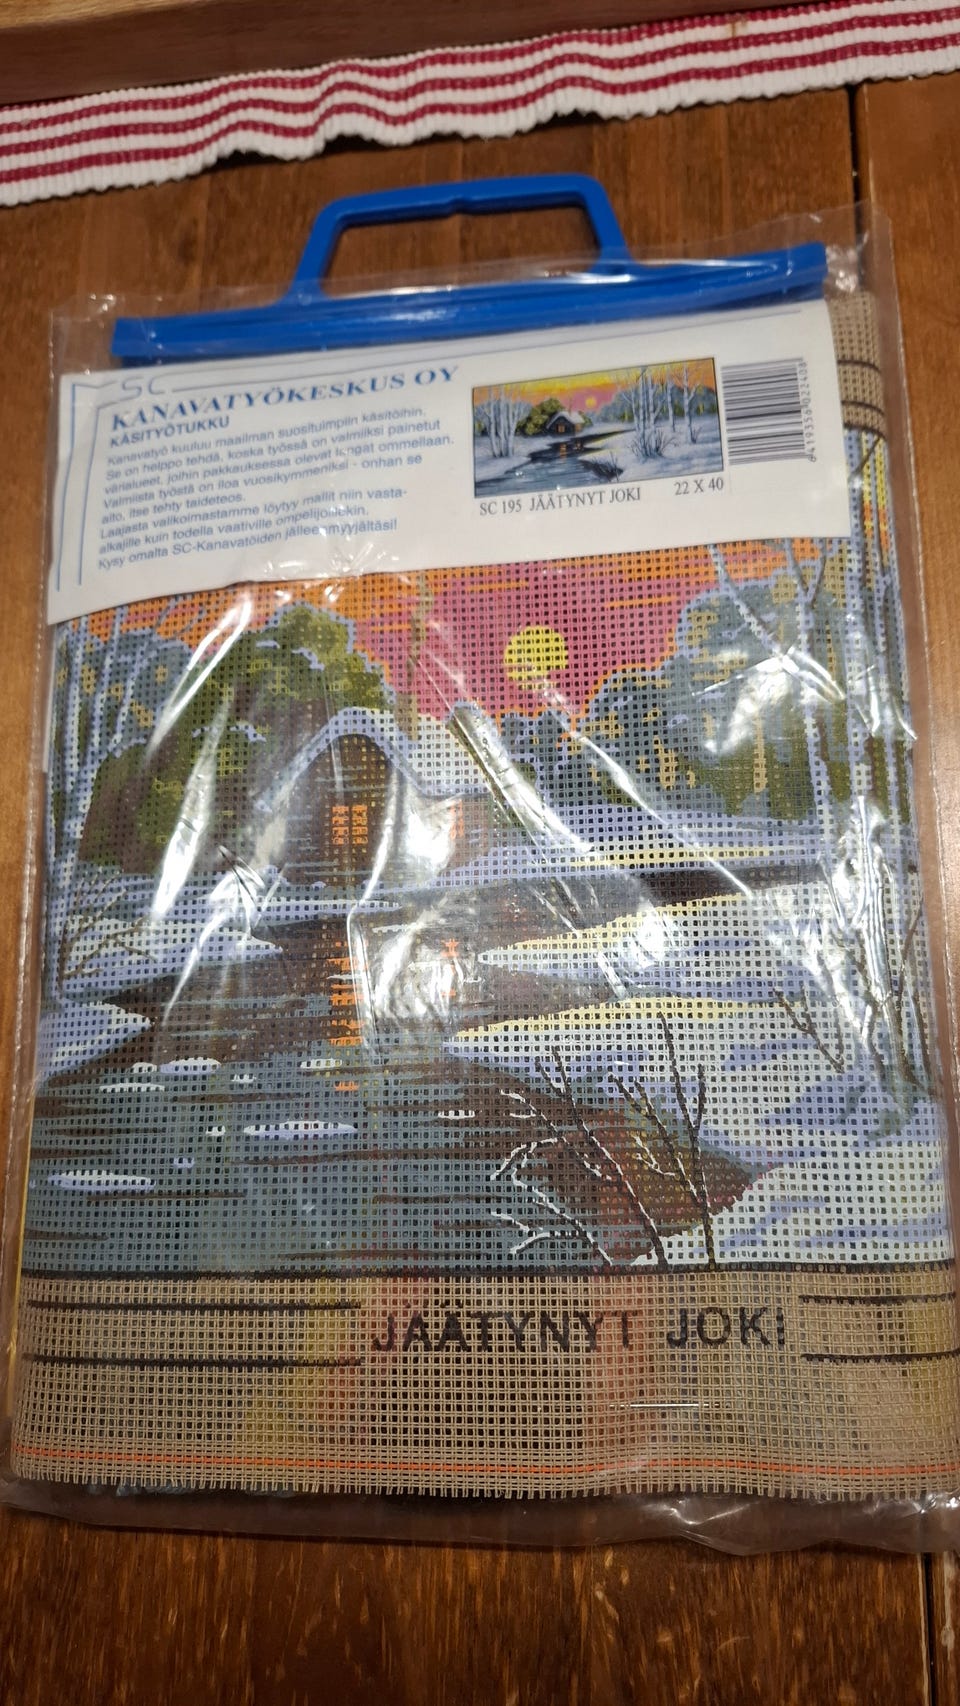 SC
KANAVATYÖKESKUS OY
KÄSITYÖTUKKU
Kanavatyö kuuluu maailman suosituimpiin käsitöihin.
Se on helppo tehdä, koska työssä on valmiiksi painetut
värialueet, joihin pakkauksessa olevat langat ommellaan.
Valmiista työstä on iloa vuosikymmeniksi - onhan se
aito, itse tehty taideteos.
Laajasta valikoimastamme löytyy mallit niin vasta-
alkajille kuin todella vaativille ompelijoillekin.
Kysy omalta SC-Kanavatöiden jälleenmyyjältäsi!
SC 195 JÄÄTYNYT JOKI 22 X 40
6419356022408
JÄÄTYNYT JOKI